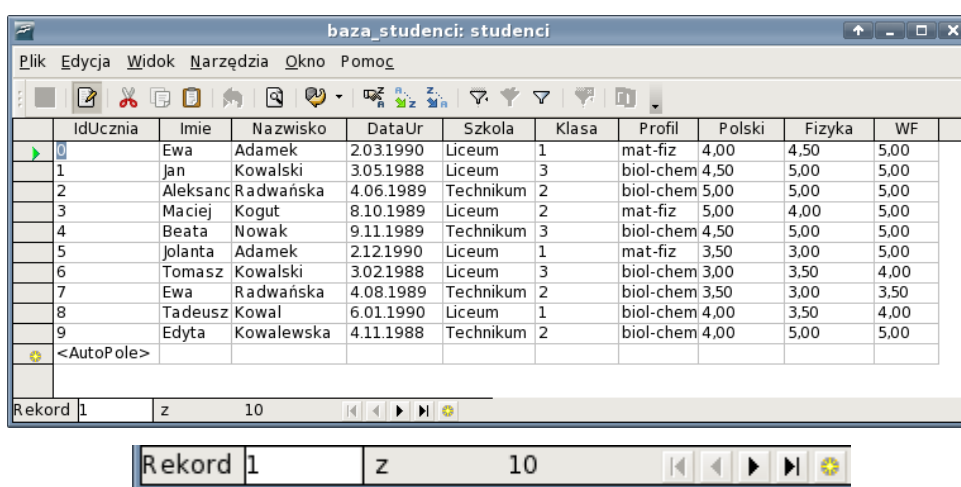 baza_studenci: studenci
Plik Edycja Widok Narzędzia Okno Pomoc
IdUcznia Imie Nazwisko DataUr Szkola Klasa Profil Polski Fizyka WF
0 Ewa Adamek 2.03.1990 Liceum 1 mat-fiz 4,00 4,50 5,00
1 Jan Kowalski 3.05.1988 Liceum 3 biol-chem 4,50 5,00 5,00
2 Aleksand Radwańska 4.06.1989 Technikum 2 biol-chem 5,00 5,00 5,00
3 Maciej Kogut 8.10.1989 Liceum 2 mat-fiz 5,00 4,00 5,00
4 Beata Nowak 9.11.1989 Technikum 3 biol-chem 4,50 5,00 5,00
5 Jolanta Adamek 2.12.1990 Liceum 1 mat-fiz 3,50 3,00 5,00
6 Tomasz Kowalski 3.02.1988 Liceum 3 biol-chem 3,00 3,50 4,00
7 Ewa Radwańska 4.08.1989 Technikum 2 biol-chem 3,50 3,00 3,50
8 Tadeusz Kowal 6.01.1990 Liceum 1 biol-chem 4,00 3,50 4,00
9 Edyta Kowalewska 4.11.1988 Technikum 2 biol-chem 4,00 5,00 5,00
<AutoPole>
Rekord 1 z 10
Rekord 1 z 10